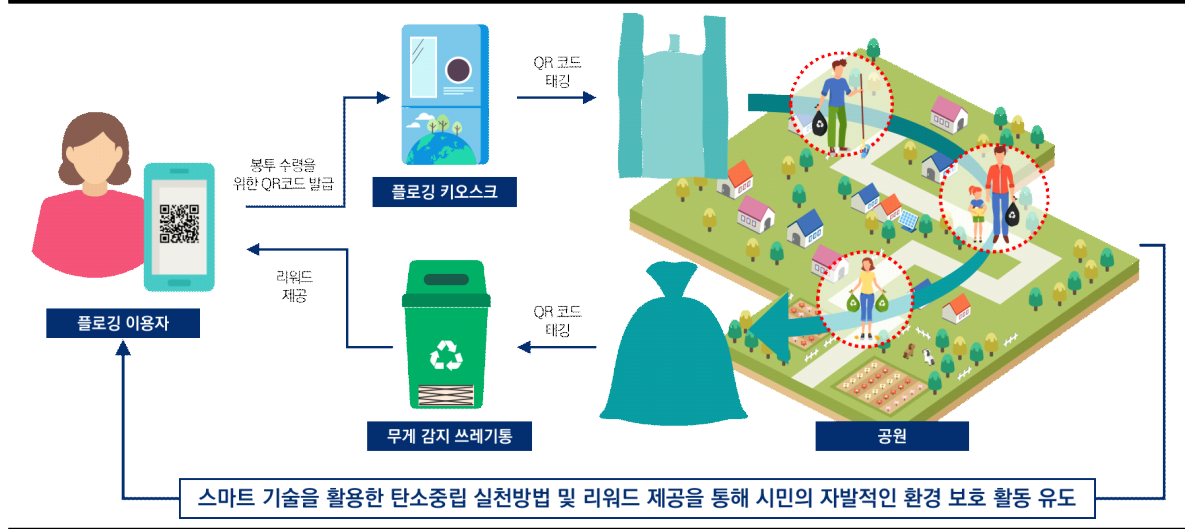 QR 코드
태깅
봉투 수령을
위한 QR코드 발급
플로깅 키오스크
리워드
제공
QR 코드
태깅
플로깅 이용자
무게 감지 쓰레기통
공원
스마트 기술을 활용한 탄소중립 실천방법 및 리워드 제공을 통해 시민의 자발적인 환경 보호 활동 유도